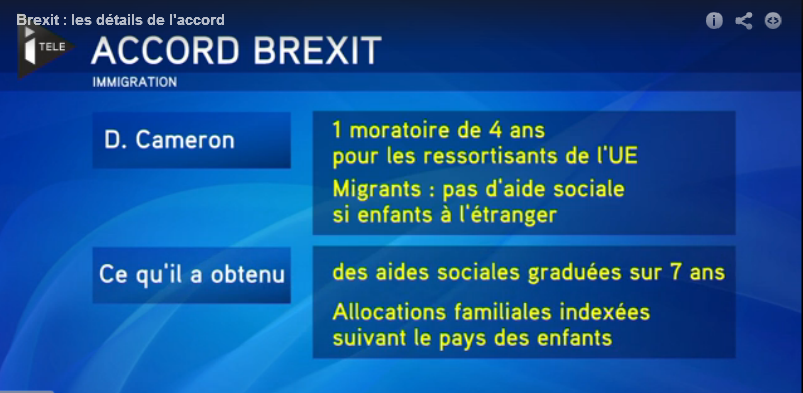 Brexit : les détails de l'accord
i TELE
ACCORD BREXIT
IMMIGRATION
D. Cameron
1 moratoire de 4 ans
pour les ressortisants de l'UE
Migrants : pas d'aide sociale
si enfants à l'étranger
Ce qu'il a obtenu
des aides sociales graduées sur 7 ans
Allocations familiales indexées
suivant le pays des enfants